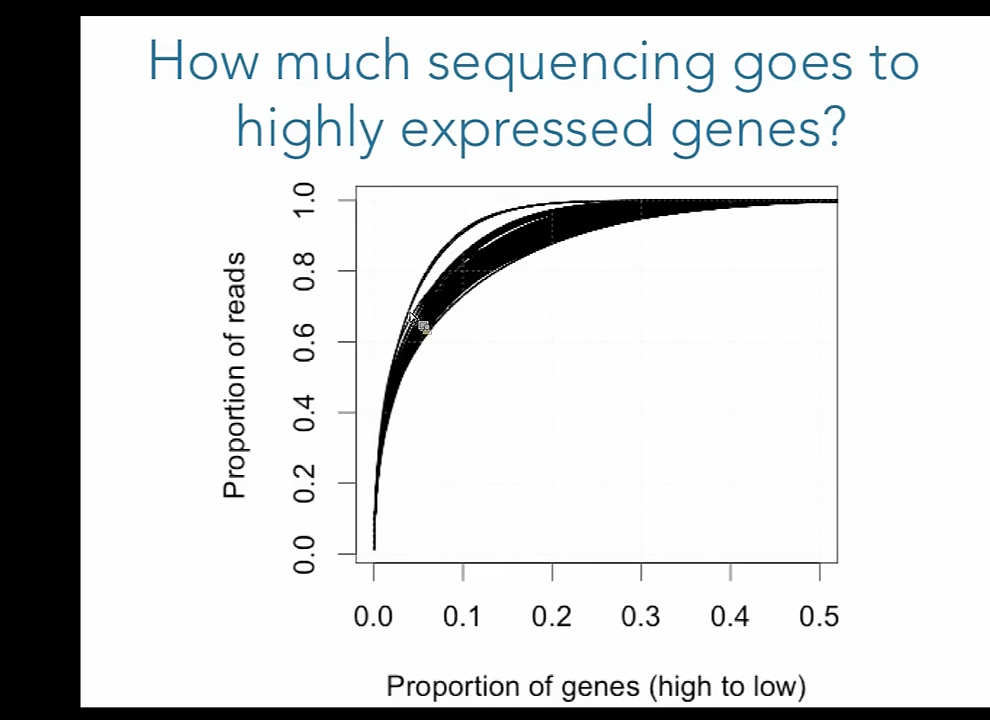 How much sequencing goes to
highly expressed genes?
1.0
0.8
0.6
0.4
0.2
0.0
Proportion of reads
0.0 0.1 0.2 0.3 0.4 0.5
Proportion of genes (high to low)